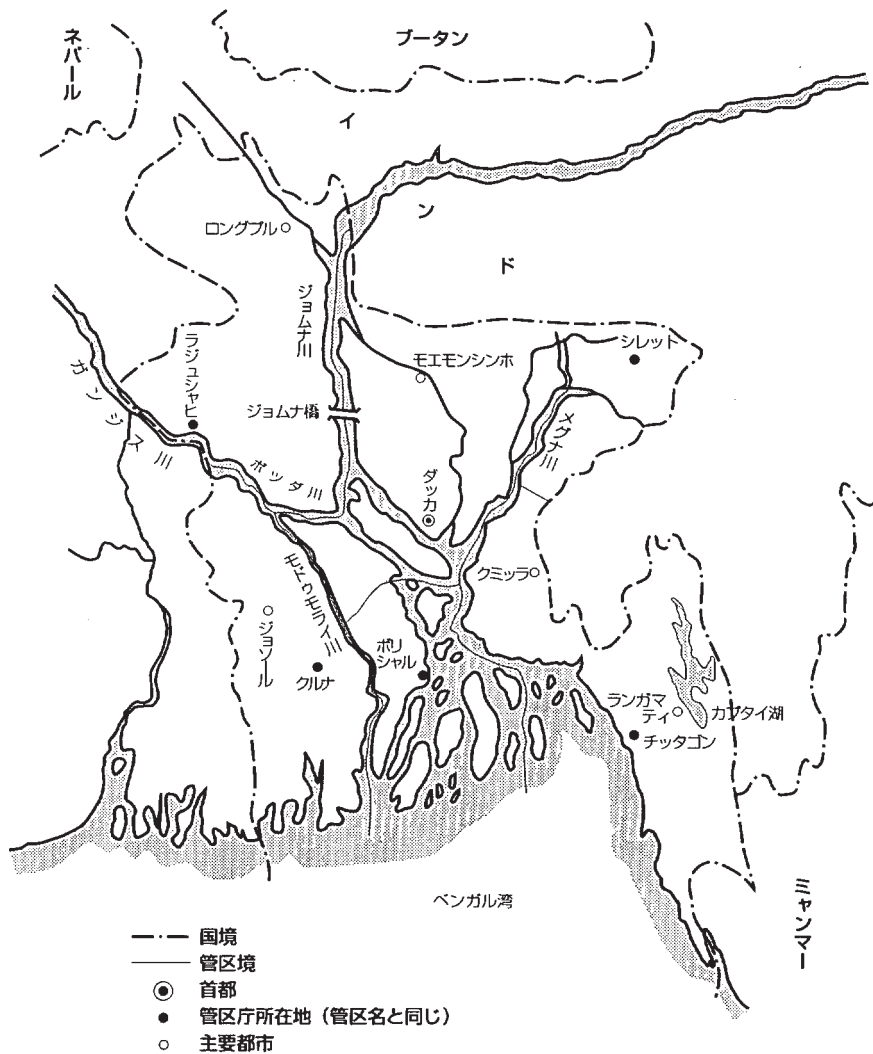 ネパール
ブータン
インド
ロングプル
ジョムナ川
ラジュシャヒ
ガンジス川
モエモンシンホ
シレット
ジョムナ橋
メグナ川
ポッダ川
ダッカ
クミッラ
モドゥモティ川
ジョソール
クルナ
ボリ
シャル
ランガマ
ティ
カプタイ湖
チッタゴン
ベンガル湾
ミャンマー
国境
管区境
首都
管区庁所在地（管区名と同じ）
主要都市